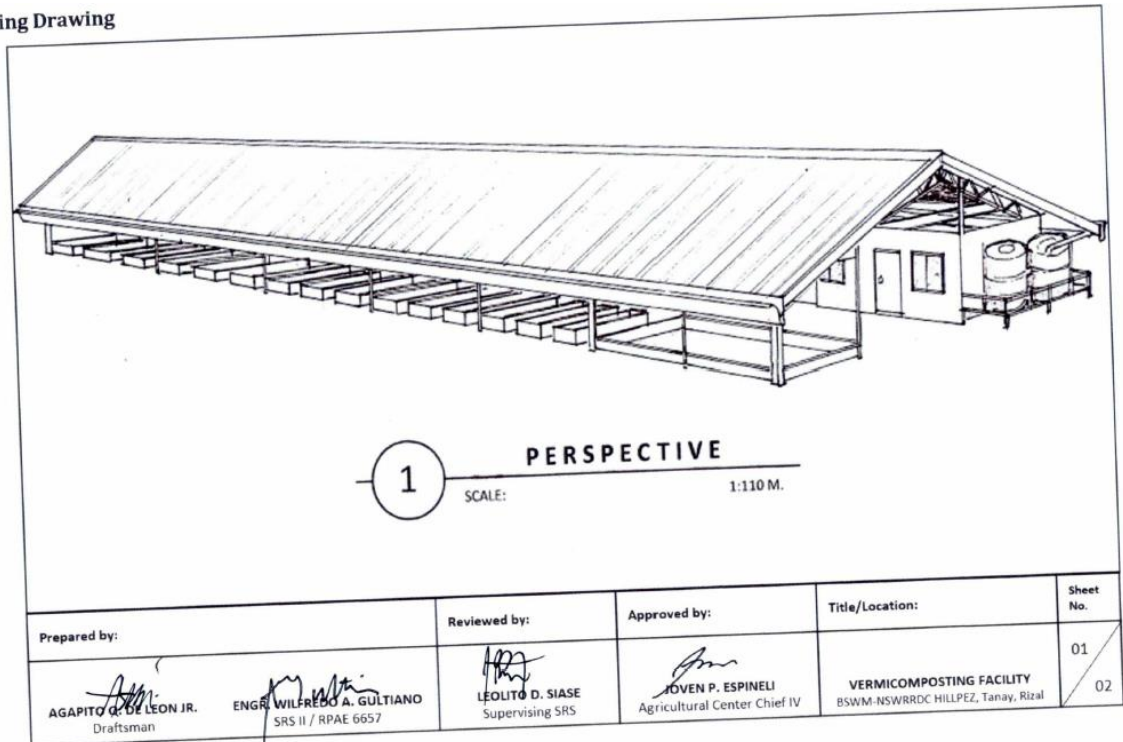 ing Drawing
1
PERSPECTIVE
SCALE: 1:110 M.
Prepared by:
Reviewed by:
Approved by:
Title/Location:
Sheet No.
AGAPITO Q. DE LEON JR.
Draftsman
ENGR. WILFREDO A. GULTIANO
SRS II / RPAE 6657
LEOLITO D. SIASE
Supervising SRS
JOVEN P. ESPINELI
Agricultural Center Chief IV
VERMICOMPOSTING FACILITY
BSWM-NSWRRDC HILLPEZ, Tanay, Rizal
01
02